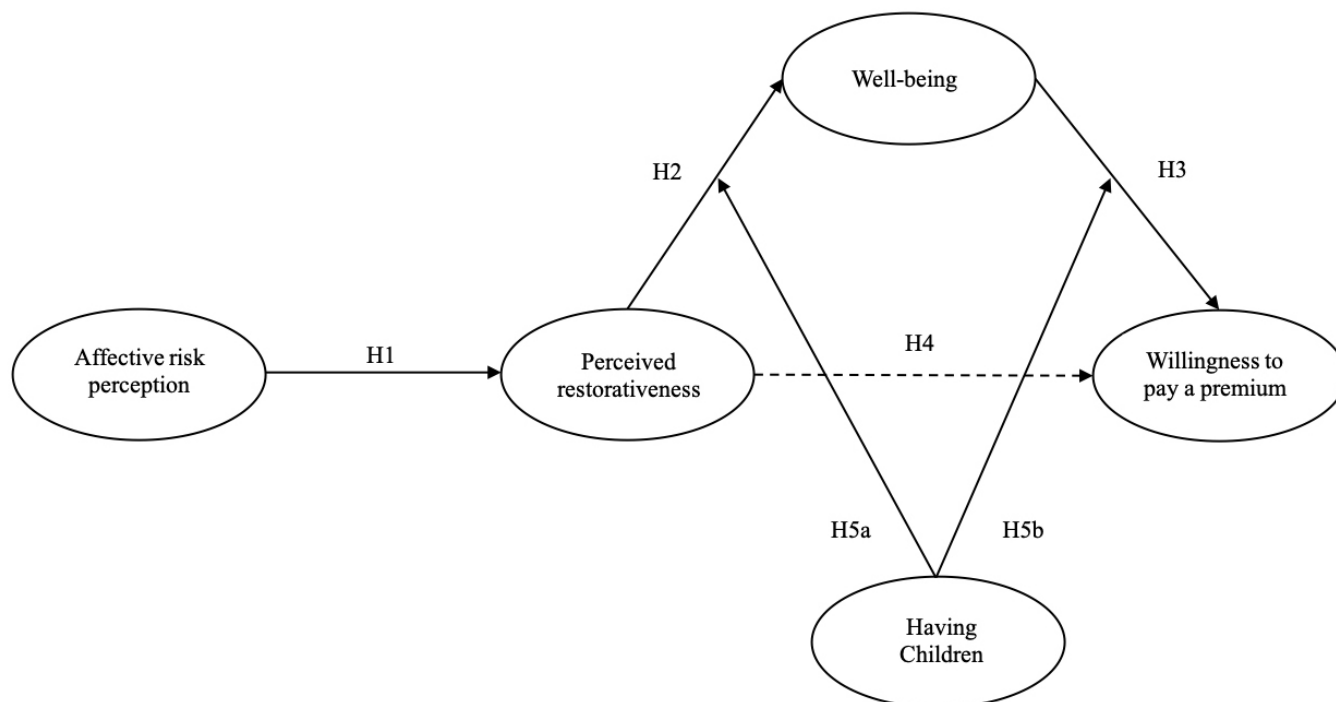 Well-being
H2
H3
Affective risk
perception
H1
Perceived
restorativeness
H4
Willingness to
pay a premium
H5a
H5b
Having
Children